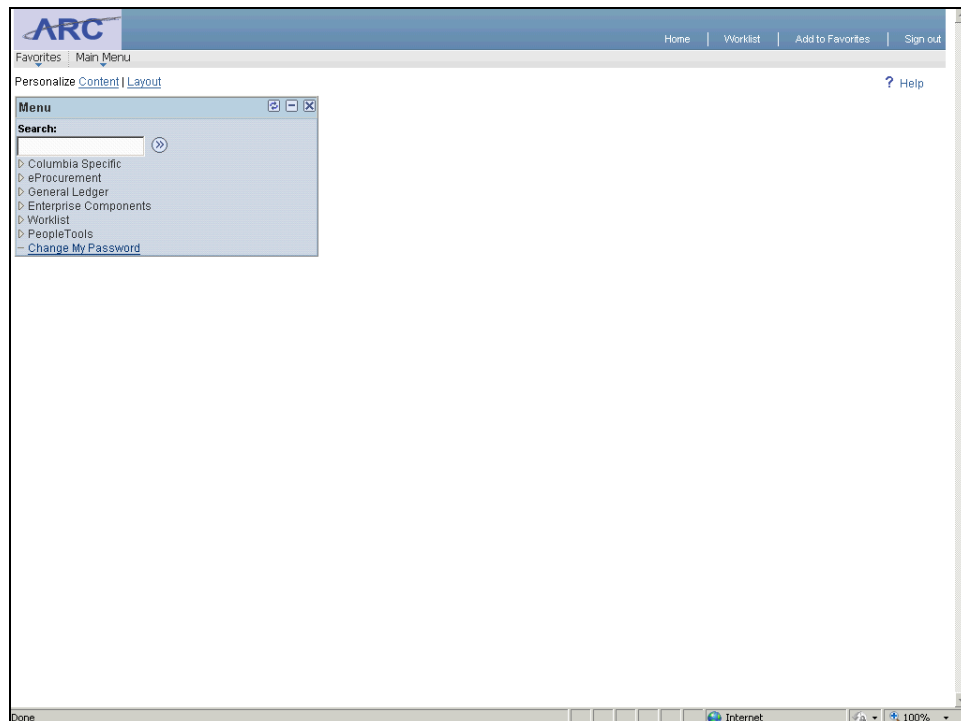 ARC
Home | Worklist | Add to Favorites | Sign out
Favorites Main Menu
Personalize Content | Layout
? Help
Menu
Search:
Columbia Specific
eProcurement
General Ledger
Enterprise Components
Worklist
PeopleTools
Change My Password
Done Internet 100%